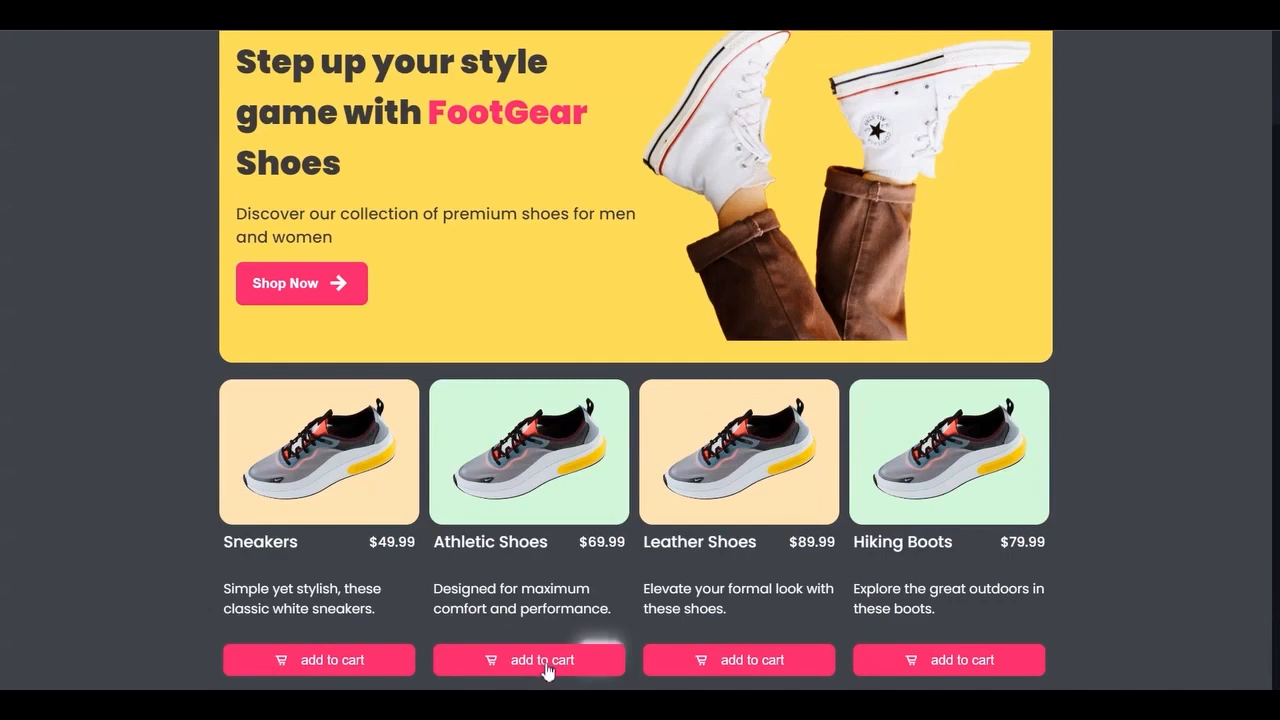 Step up your style
game with FootGear
Shoes
Discover our collection of premium shoes for men
and women
Shop Now
Sneakers $49.99
Simple yet stylish, these
classic white sneakers.
add to cart
Athletic Shoes $69.99
Designed for maximum
comfort and performance.
add to cart
Leather Shoes $89.99
Elevate your formal look with
these shoes.
add to cart
Hiking Boots $79.99
Explore the great outdoors in
these boots.
add to cart